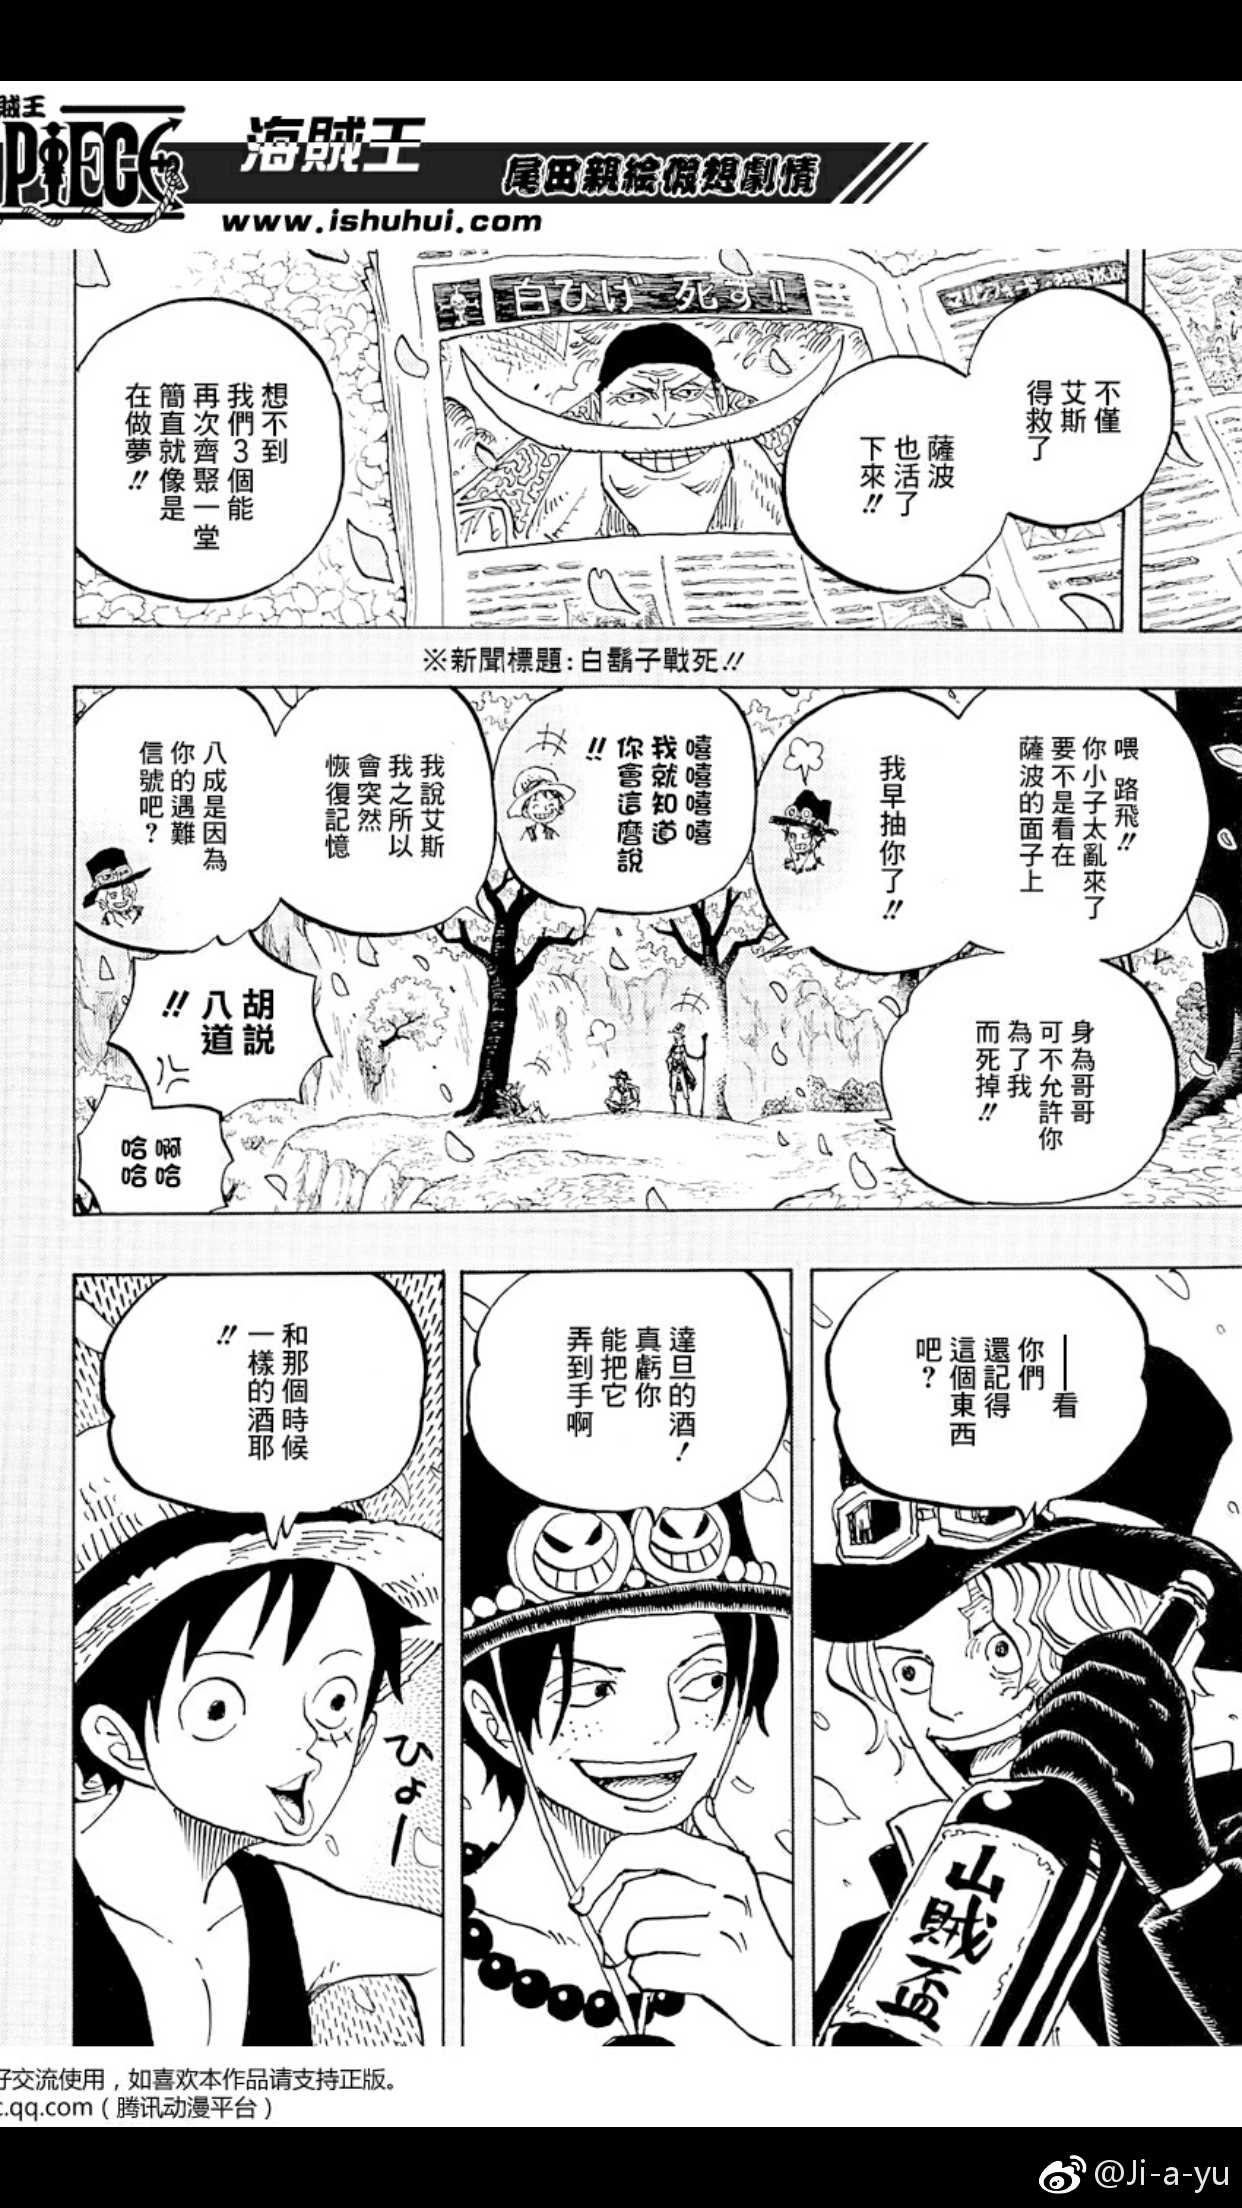 賊王
PIECE
海賊王
尾田親絵假想劇情
www.ishuhui.com
白ひげ 死す!!
不僅
艾斯
得救了
薩波
也活了
下來!!
想不到
我們3個能
再次齊聚一堂
簡直就像是
在做夢!!
※新聞標題:白鬍子戰死!!
喂 路飛!!
你小子太亂來了
要不是看在
薩波的面子上
我早抽你了!!
身為哥哥
可不允許你
為了我
而死掉!!
嘻嘻嘻嘻
我就知道
你會這麼說
!!
我說艾斯
我之所以
會突然
恢復記憶
八成是因為
你的遇難
信號吧?
胡說
八道
!!
啊哈
哈哈
——看
你們
還記得
這個東西
吧?
山賊盃
達旦的酒!
真虧你
能把它
弄到手啊
和那個時候
一樣的酒耶
!!
ひょー
好交流使用，如喜欢本作品请支持正版。
c.qq.com（腾讯动漫平台）
@Ji-a-yu